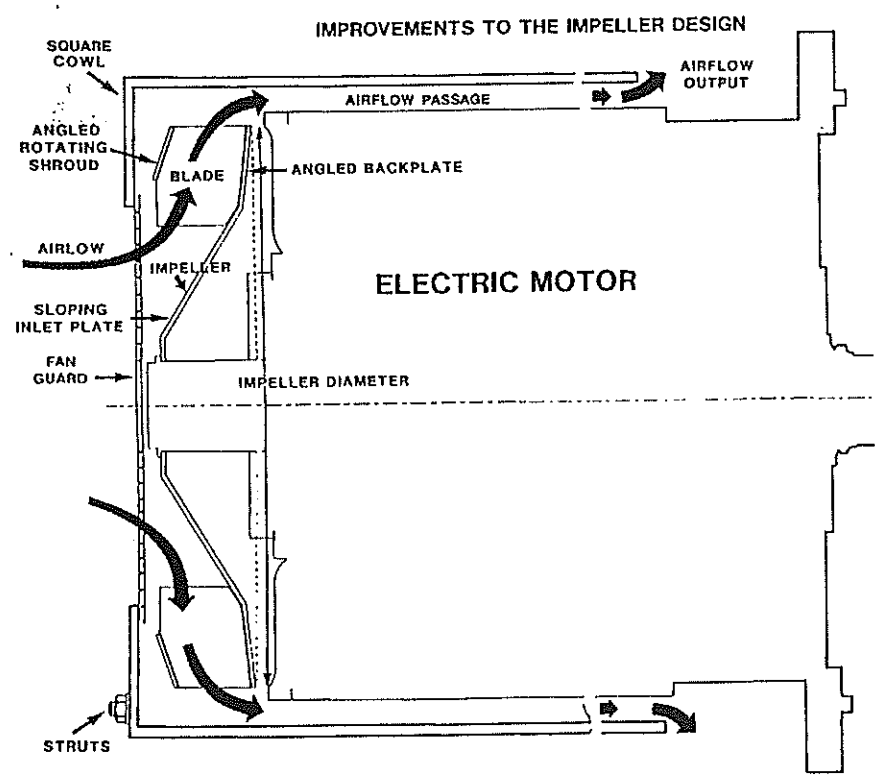 IMPROVEMENTS TO THE IMPELLER DESIGN
SQUARE
COWL
AIRFLOW
OUTPUT
AIRFLOW PASSAGE
ANGLED
ROTATING
SHROUD
BLADE
ANGLED BACKPLATE
AIRLOW
IMPELLER
ELECTRIC MOTOR
SLOPING
INLET PLATE
FAN
GUARD
IMPELLER DIAMETER
STRUTS